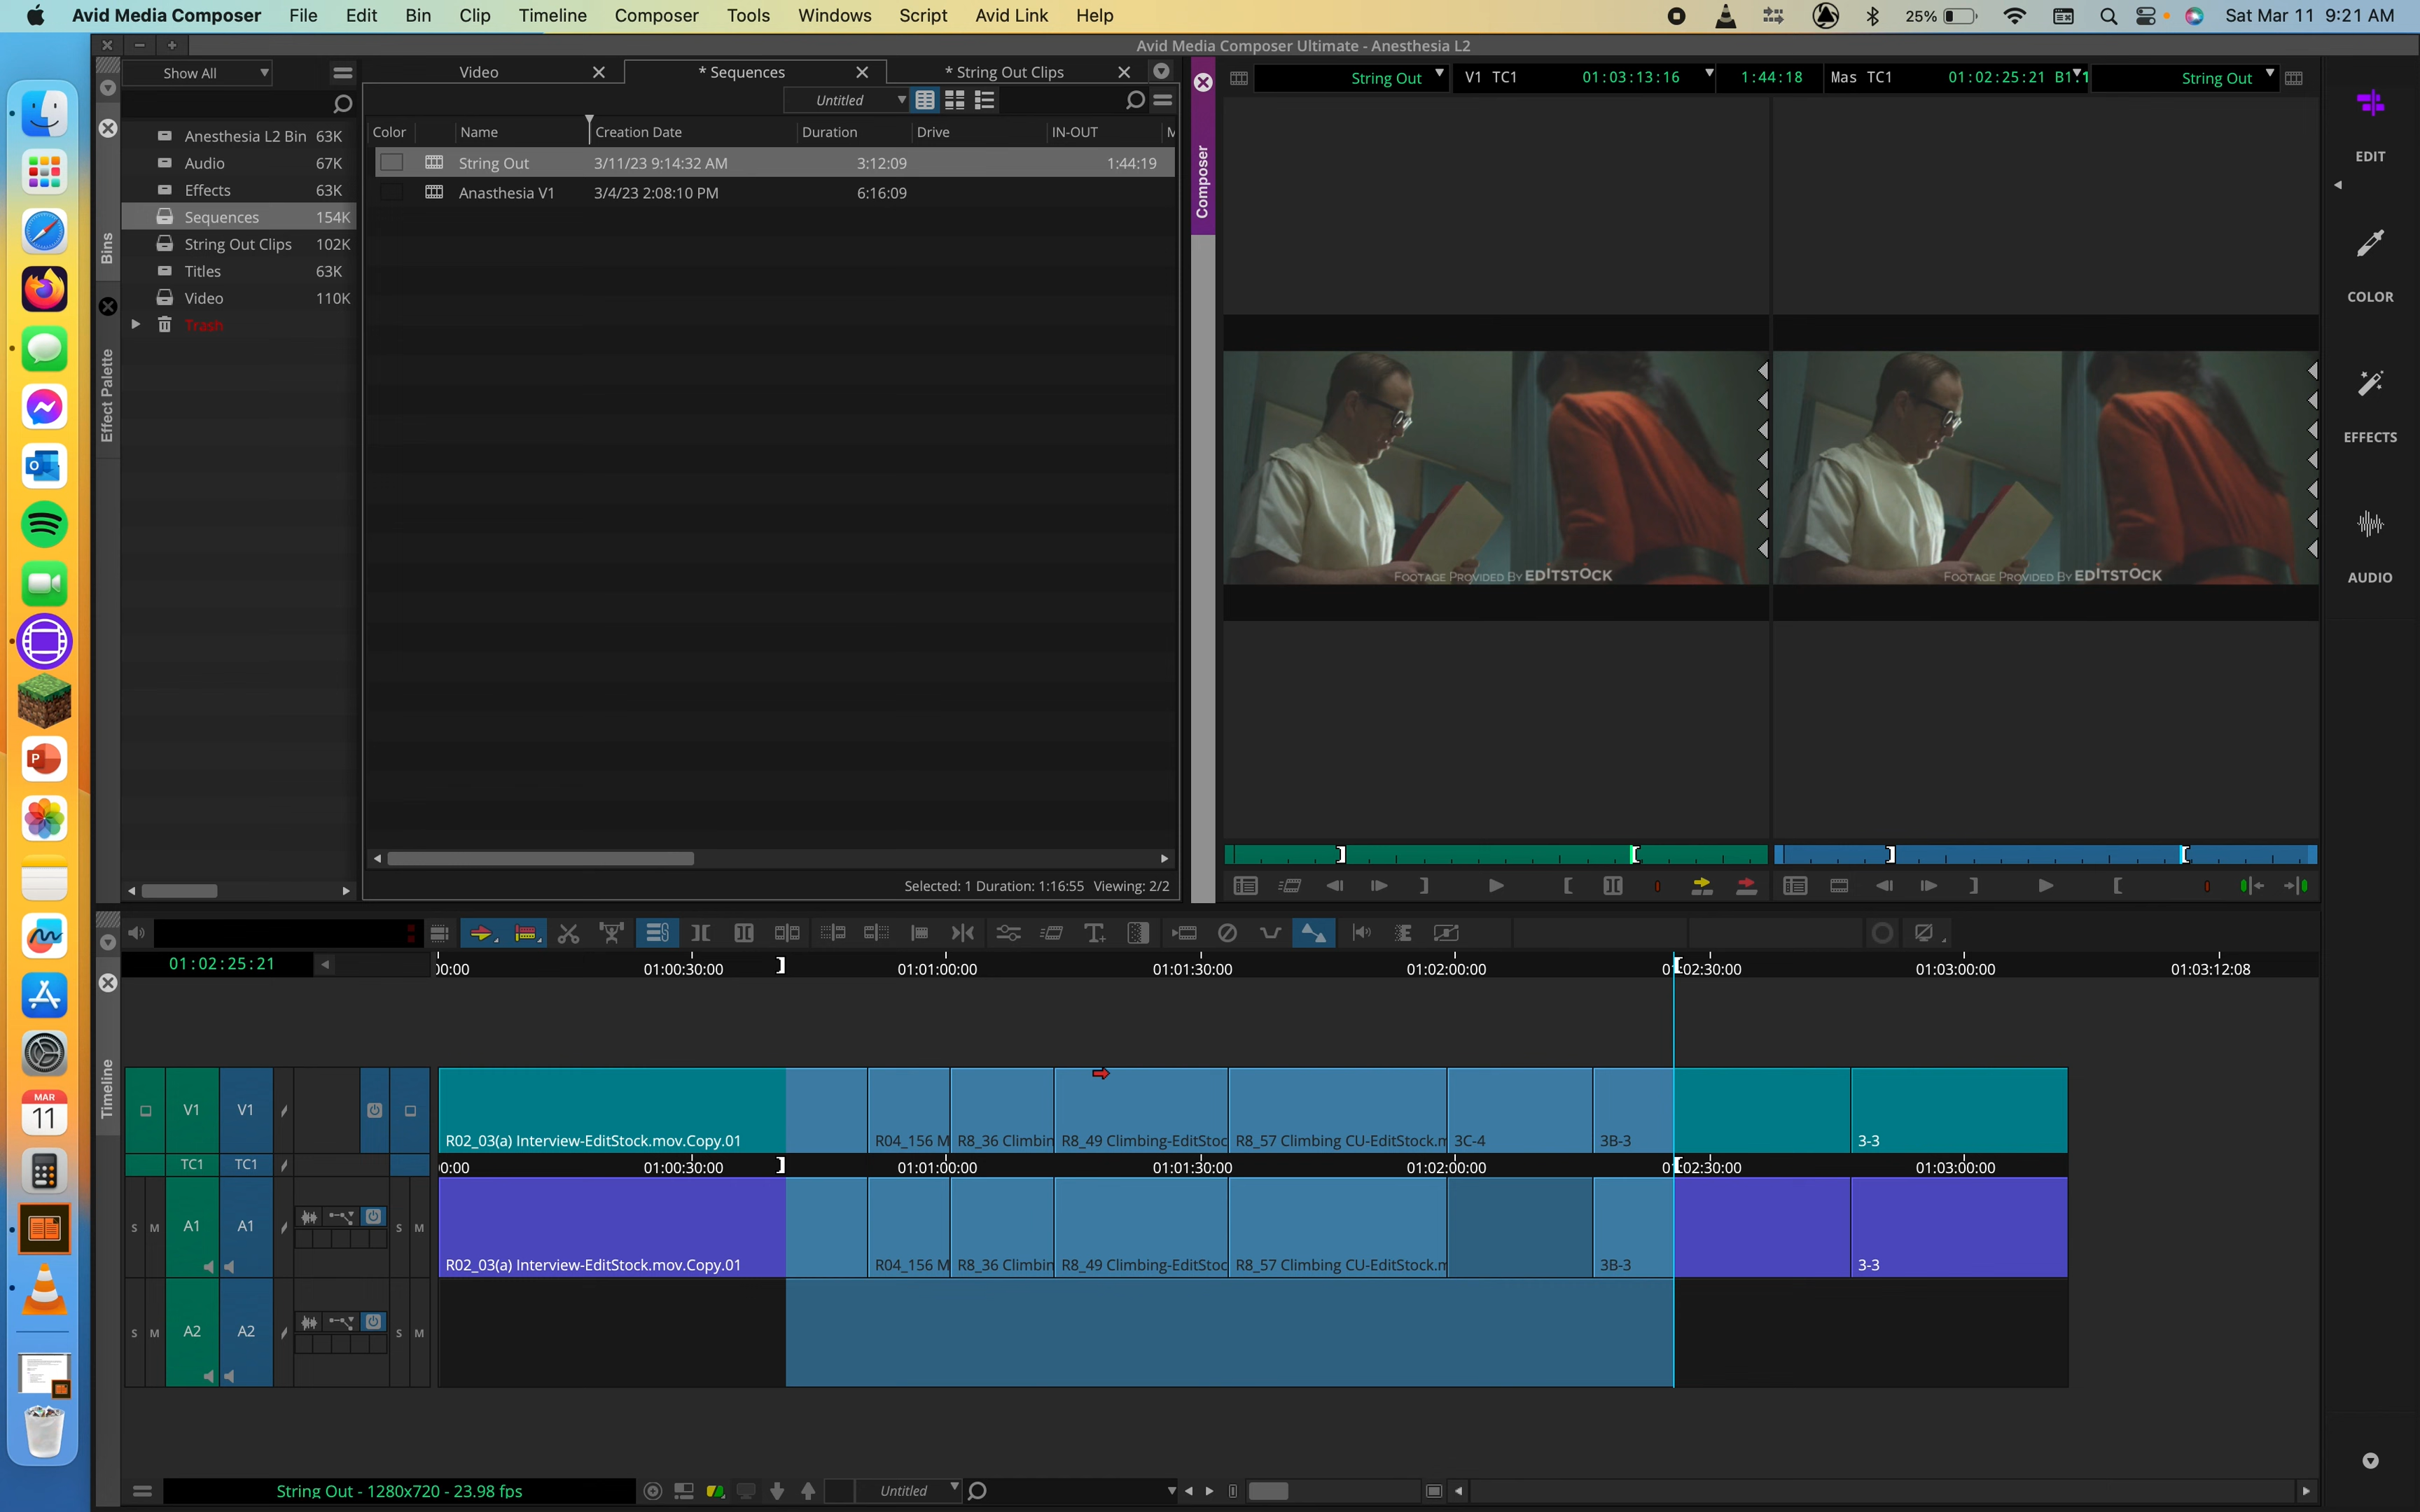 Avid Media Composer File Edit Bin Clip Timeline Composer Tools Windows Script Avid Link Help 25% Sat Mar 11 9:21 AM
Avid Media Composer Ultimate - Anesthesia L2
Show All
Video
* Sequences
* String Out Clips
String Out V1 TC1 01:03:13:16 1:44:18 Mas TC1 01:02:25:21 B1.1 String Out
Untitled
Color Name Creation Date Duration Drive IN-OUT M
String Out 3/11/23 9:14:32 AM 3:12:09 1:44:19
Anasthesia V1 3/4/23 2:08:10 PM 6:16:09
Anesthesia L2 Bin 63K
Audio 67K
Effects 63K
Sequences 154K
String Out Clips 102K
Titles 63K
Video 110K
Trash
Bins
Effect Palette
Composer
EDIT
COLOR
EFFECTS
AUDIO
FOOTAGE PROVIDED BY EDITSTOCK
FOOTAGE PROVIDED BY EDITSTOCK
Selected: 1 Duration: 1:16:55 Viewing: 2/2
MAR
11
01:02:25:21
00:00 01:00:30:00 01:01:00:00 01:01:30:00 01:02:00:00 01:02:30:00 01:03:00:00 01:03:12:08
Timeline
V1 V1
R02_03(a) Interview-EditStock.mov.Copy.01 R04_156 M R8_36 Climbin R8_49 Climbing-EditStoc R8_57 Climbing CU-EditStock.m 3C-4 3B-3 3-3
TC1 TC1
0:00 01:00:30:00 01:01:00:00 01:01:30:00 01:02:00:00 01:02:30:00 01:03:00:00
S M A1 A1 S M
R02_03(a) Interview-EditStock.mov.Copy.01 R04_156 M R8_36 Climbin R8_49 Climbing-EditStoc R8_57 Climbing CU-EditStock.m 3B-3 3-3
S M A2 A2 S M
String Out - 1280x720 - 23.98 fps
Untitled